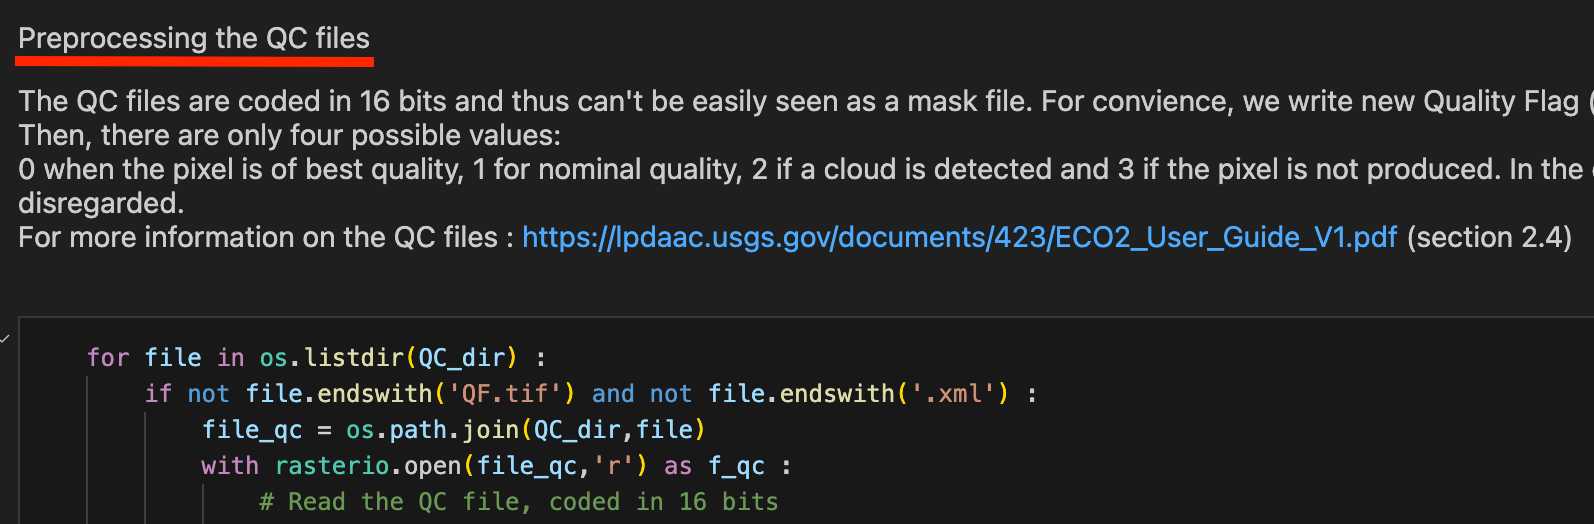 Preprocessing the QC files
The QC files are coded in 16 bits and thus can't be easily seen as a mask file. For convience, we write new Quality Flag (
Then, there are only four possible values:
0 when the pixel is of best quality, 1 for nominal quality, 2 if a cloud is detected and 3 if the pixel is not produced. In the
disregarded.
For more information on the QC files : https://lpdaac.usgs.gov/documents/423/ECO2_User_Guide_V1.pdf (section 2.4)
for file in os.listdir(QC_dir) :
if not file.endswith('QF.tif') and not file.endswith('.xml') :
file_qc = os.path.join(QC_dir,file)
with rasterio.open(file_qc,'r') as f_qc :
# Read the QC file, coded in 16 bits